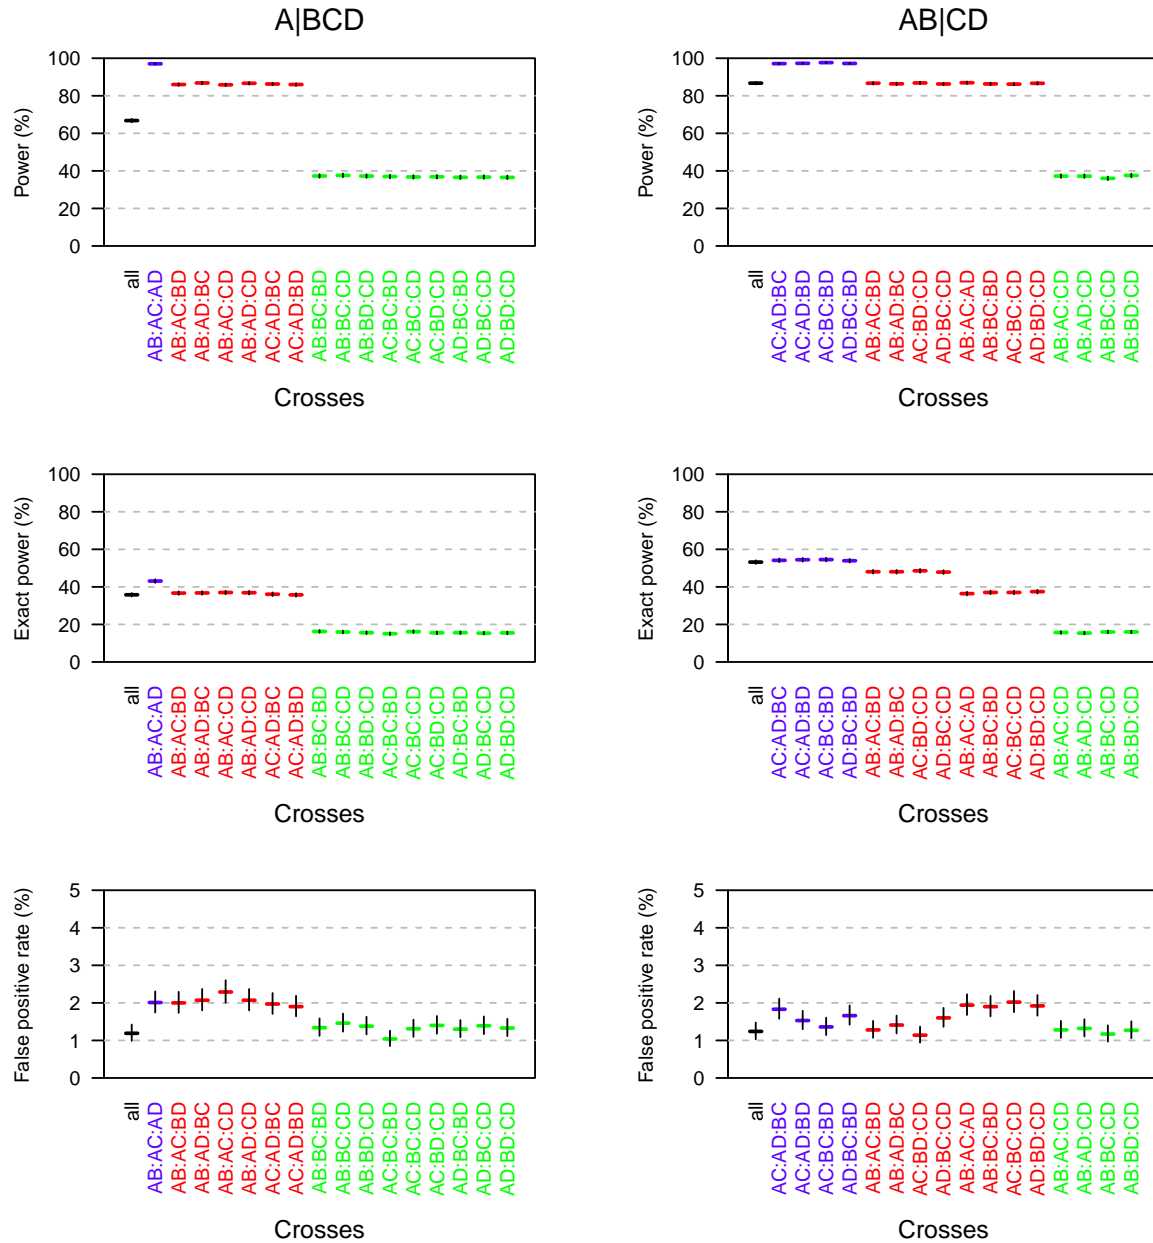 A|BCD
AB|CD
Power (%)
100
80
60
40
20
0
all
AB:AC:AD
AB:AC:BD
AB:AD:BC
AB:AC:CD
AB:AD:CD
AC:AD:BC
AC:AD:BD
AB:BC:BD
AB:BC:CD
AB:BD:CD
AC:BC:BD
AC:BD:CD
AD:BC:BD
AD:BC:CD
AD:BD:CD
Crosses
Power (%)
100
80
60
40
20
0
all
AC:AD:BC
AC:AD:BD
AC:BC:BD
AD:BC:BD
AB:AC:BD
AB:AD:BC
AC:BD:CD
AD:BC:CD
AB:AC:AD
AB:BC:BD
AC:BC:CD
AD:BD:CD
AB:AC:CD
AB:AD:CD
AB:BC:CD
AB:BD:CD
Crosses
Exact power (%)
100
80
60
40
20
0
all
AB:AC:AD
AB:AC:BD
AB:AD:BC
AB:AC:CD
AB:AD:CD
AC:AD:BC
AC:AD:BD
AB:BC:BD
AB:BC:CD
AB:BD:CD
AC:BC:BD
AC:BD:CD
AD:BC:BD
AD:BC:CD
AD:BD:CD
Crosses
Exact power (%)
100
80
60
40
20
0
all
AC:AD:BC
AC:AD:BD
AC:BC:BD
AD:BC:BD
AB:AC:BD
AB:AD:BC
AC:BD:CD
AD:BC:CD
AB:AC:AD
AB:BC:BD
AC:BC:CD
AD:BD:CD
AB:AC:CD
AB:AD:CD
AB:BC:CD
AB:BD:CD
Crosses
False positive rate (%)
5
4
3
2
1
0
all
AB:AC:AD
AB:AC:BD
AB:AD:BC
AB:AC:CD
AB:AD:CD
AC:AD:BC
AC:AD:BD
AB:BC:BD
AB:BC:CD
AB:BD:CD
AC:BC:BD
AC:BD:CD
AD:BC:BD
AD:BC:CD
AD:BD:CD
Crosses
False positive rate (%)
5
4
3
2
1
0
all
AC:AD:BC
AC:AD:BD
AC:BC:BD
AD:BC:BD
AB:AC:BD
AB:AD:BC
AC:BD:CD
AD:BC:CD
AB:AC:AD
AB:BC:BD
AC:BC:CD
AD:BD:CD
AB:AC:CD
AB:AD:CD
AB:BC:CD
AB:BD:CD
Crosses